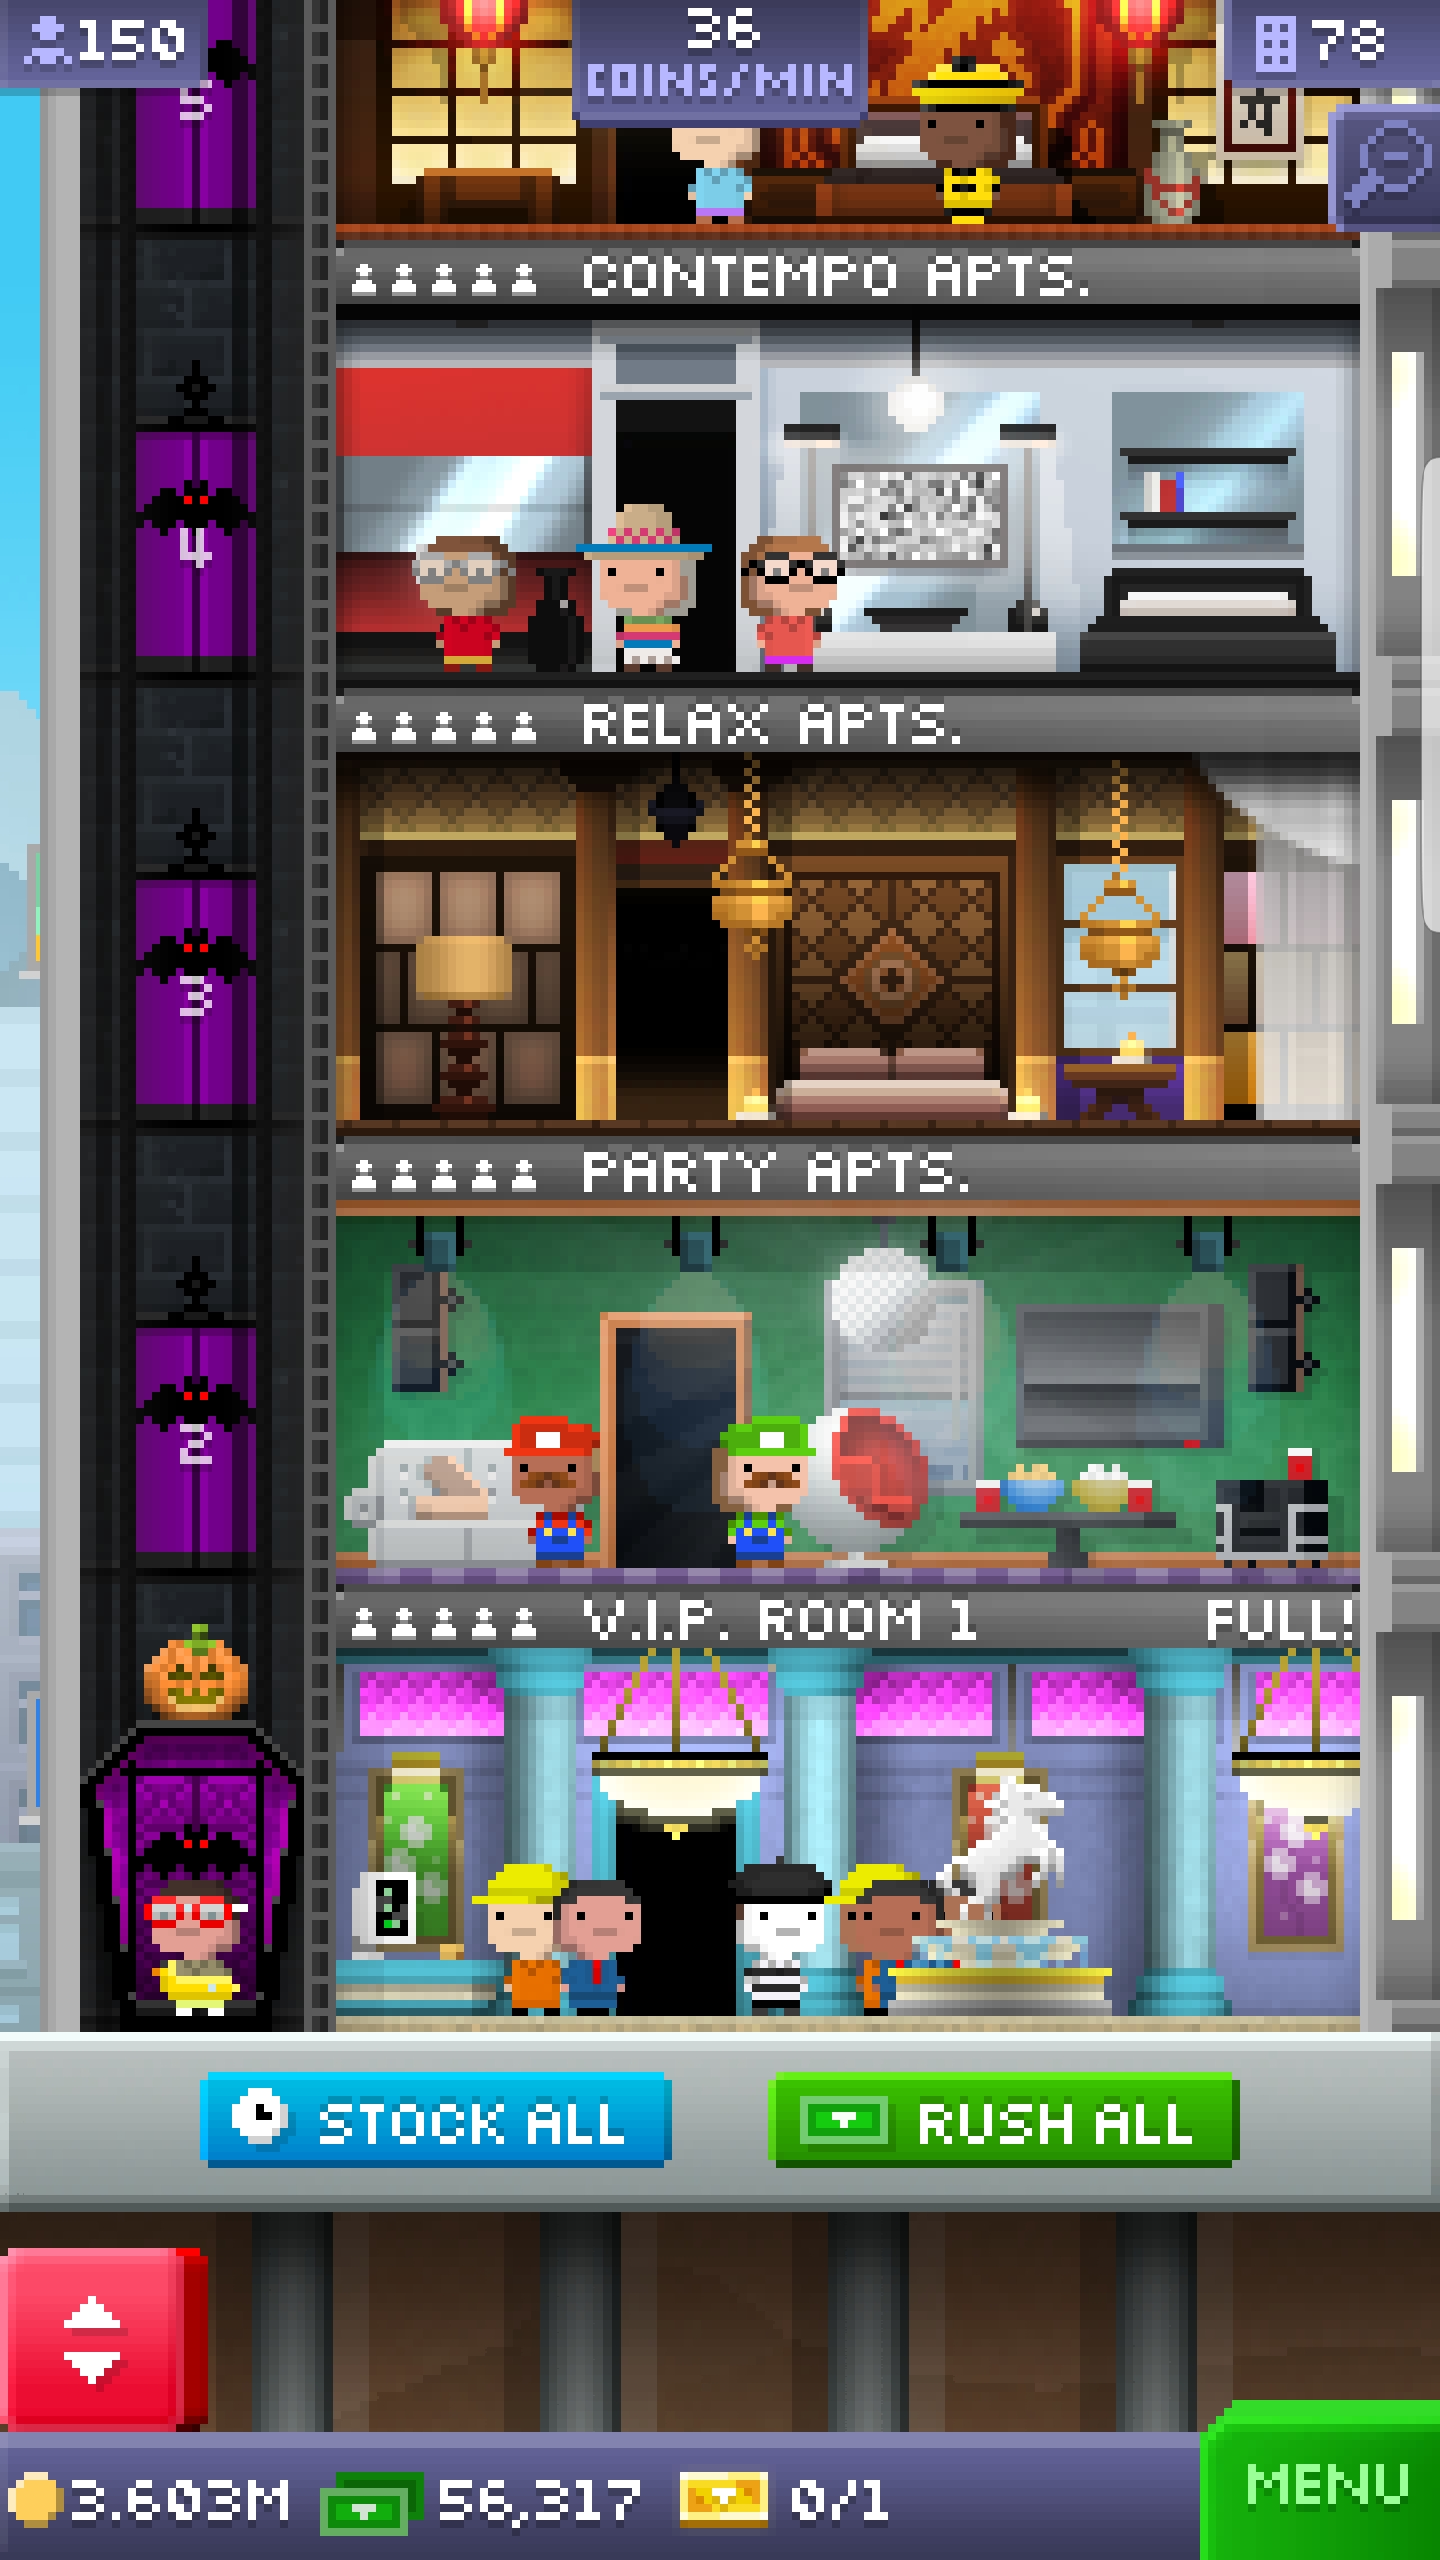 150
36
COINS/MIN
78
5
CONTEMPO APTS.
4
RELAX APTS.
3
PARTY APTS.
2
V.I.P. ROOM 1 FULL!
STOCK ALL
RUSH ALL
3.603M 56,317 0/1
MENU